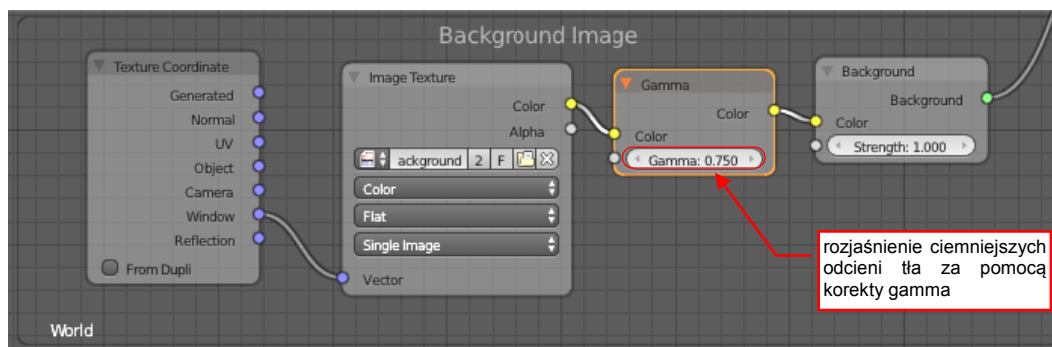 Background Image
Texture Coordinate
Generated
Normal
UV
Object
Camera
Window
Reflection
From Dupli
Image Texture
Color
Alpha
ackground 2 F
Color
Flat
Single Image
Vector
Gamma
Color
Color
Gamma: 0.750
Background
Background
Color
Strength: 1.000
rozjaśnienie ciemniejszych
odcieni tła za pomocą
korekty gamma
World